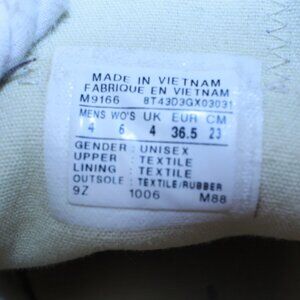 MADE IN VIETNAM
FABRIQUE EN VIETNAM
M9166 8T43D3GX03031
MENS WO'S UK EUR CM
4 6 4 36.5 23
GENDER : UNISEX
UPPER : TEXTILE
LINING : TEXTILE
OUTSOLE : TEXTILE/RUBBER
9Z 1006 M88